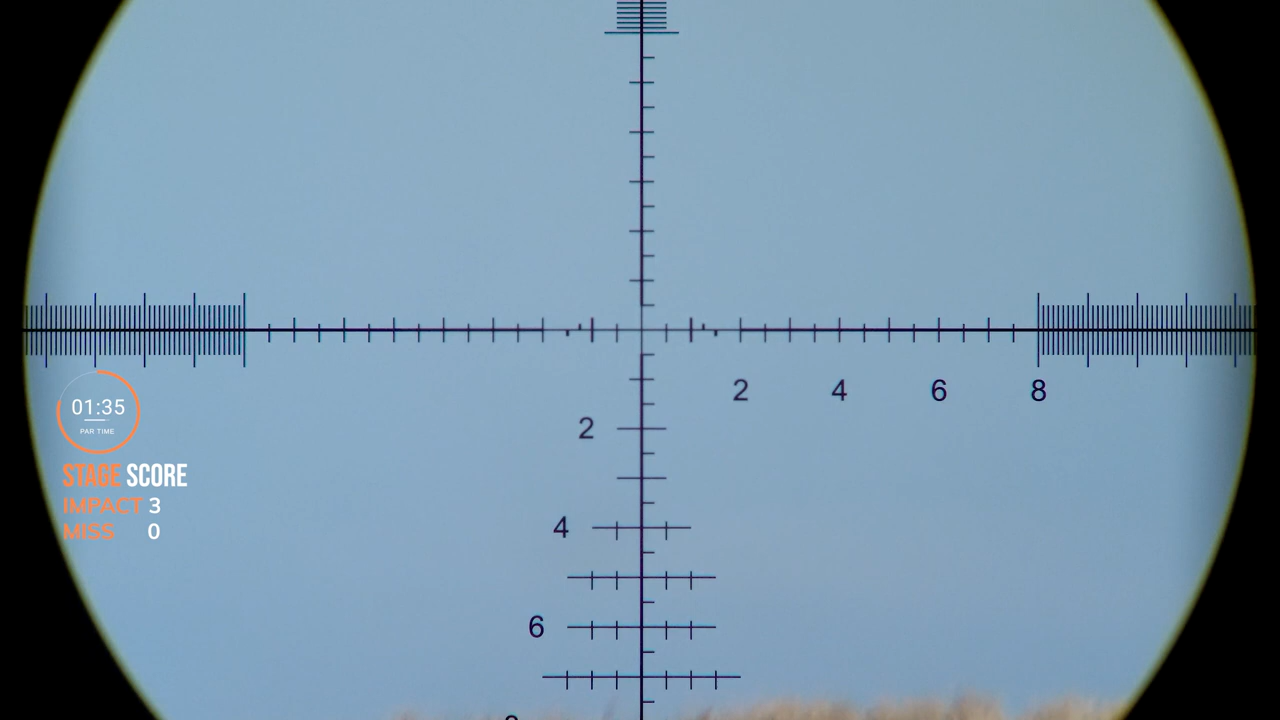 2 4 6 8
2
4
6
01:35
PAR TIME
STAGE SCORE
IMPACT 3
MISS 0